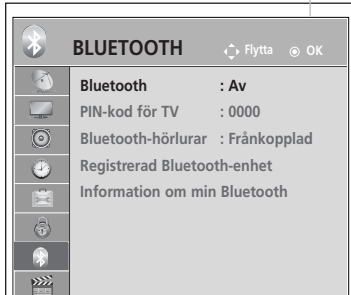 BLUETOOTH Flytta OK
Bluetooth : Av
PIN-kod för TV : 0000
Bluetooth-hörlurar : Frånkopplad
Registrerad Bluetooth-enhet
Information om min Bluetooth